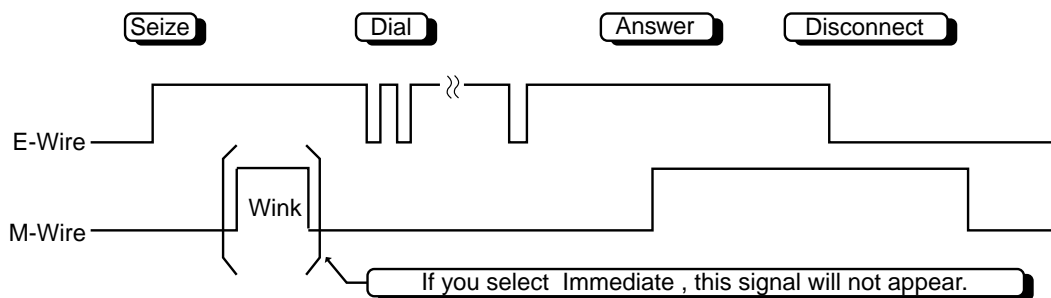 Seize
Dial
Answer
Disconnect
E-Wire
Wink
M-Wire
If you select Immediate , this signal will not appear.